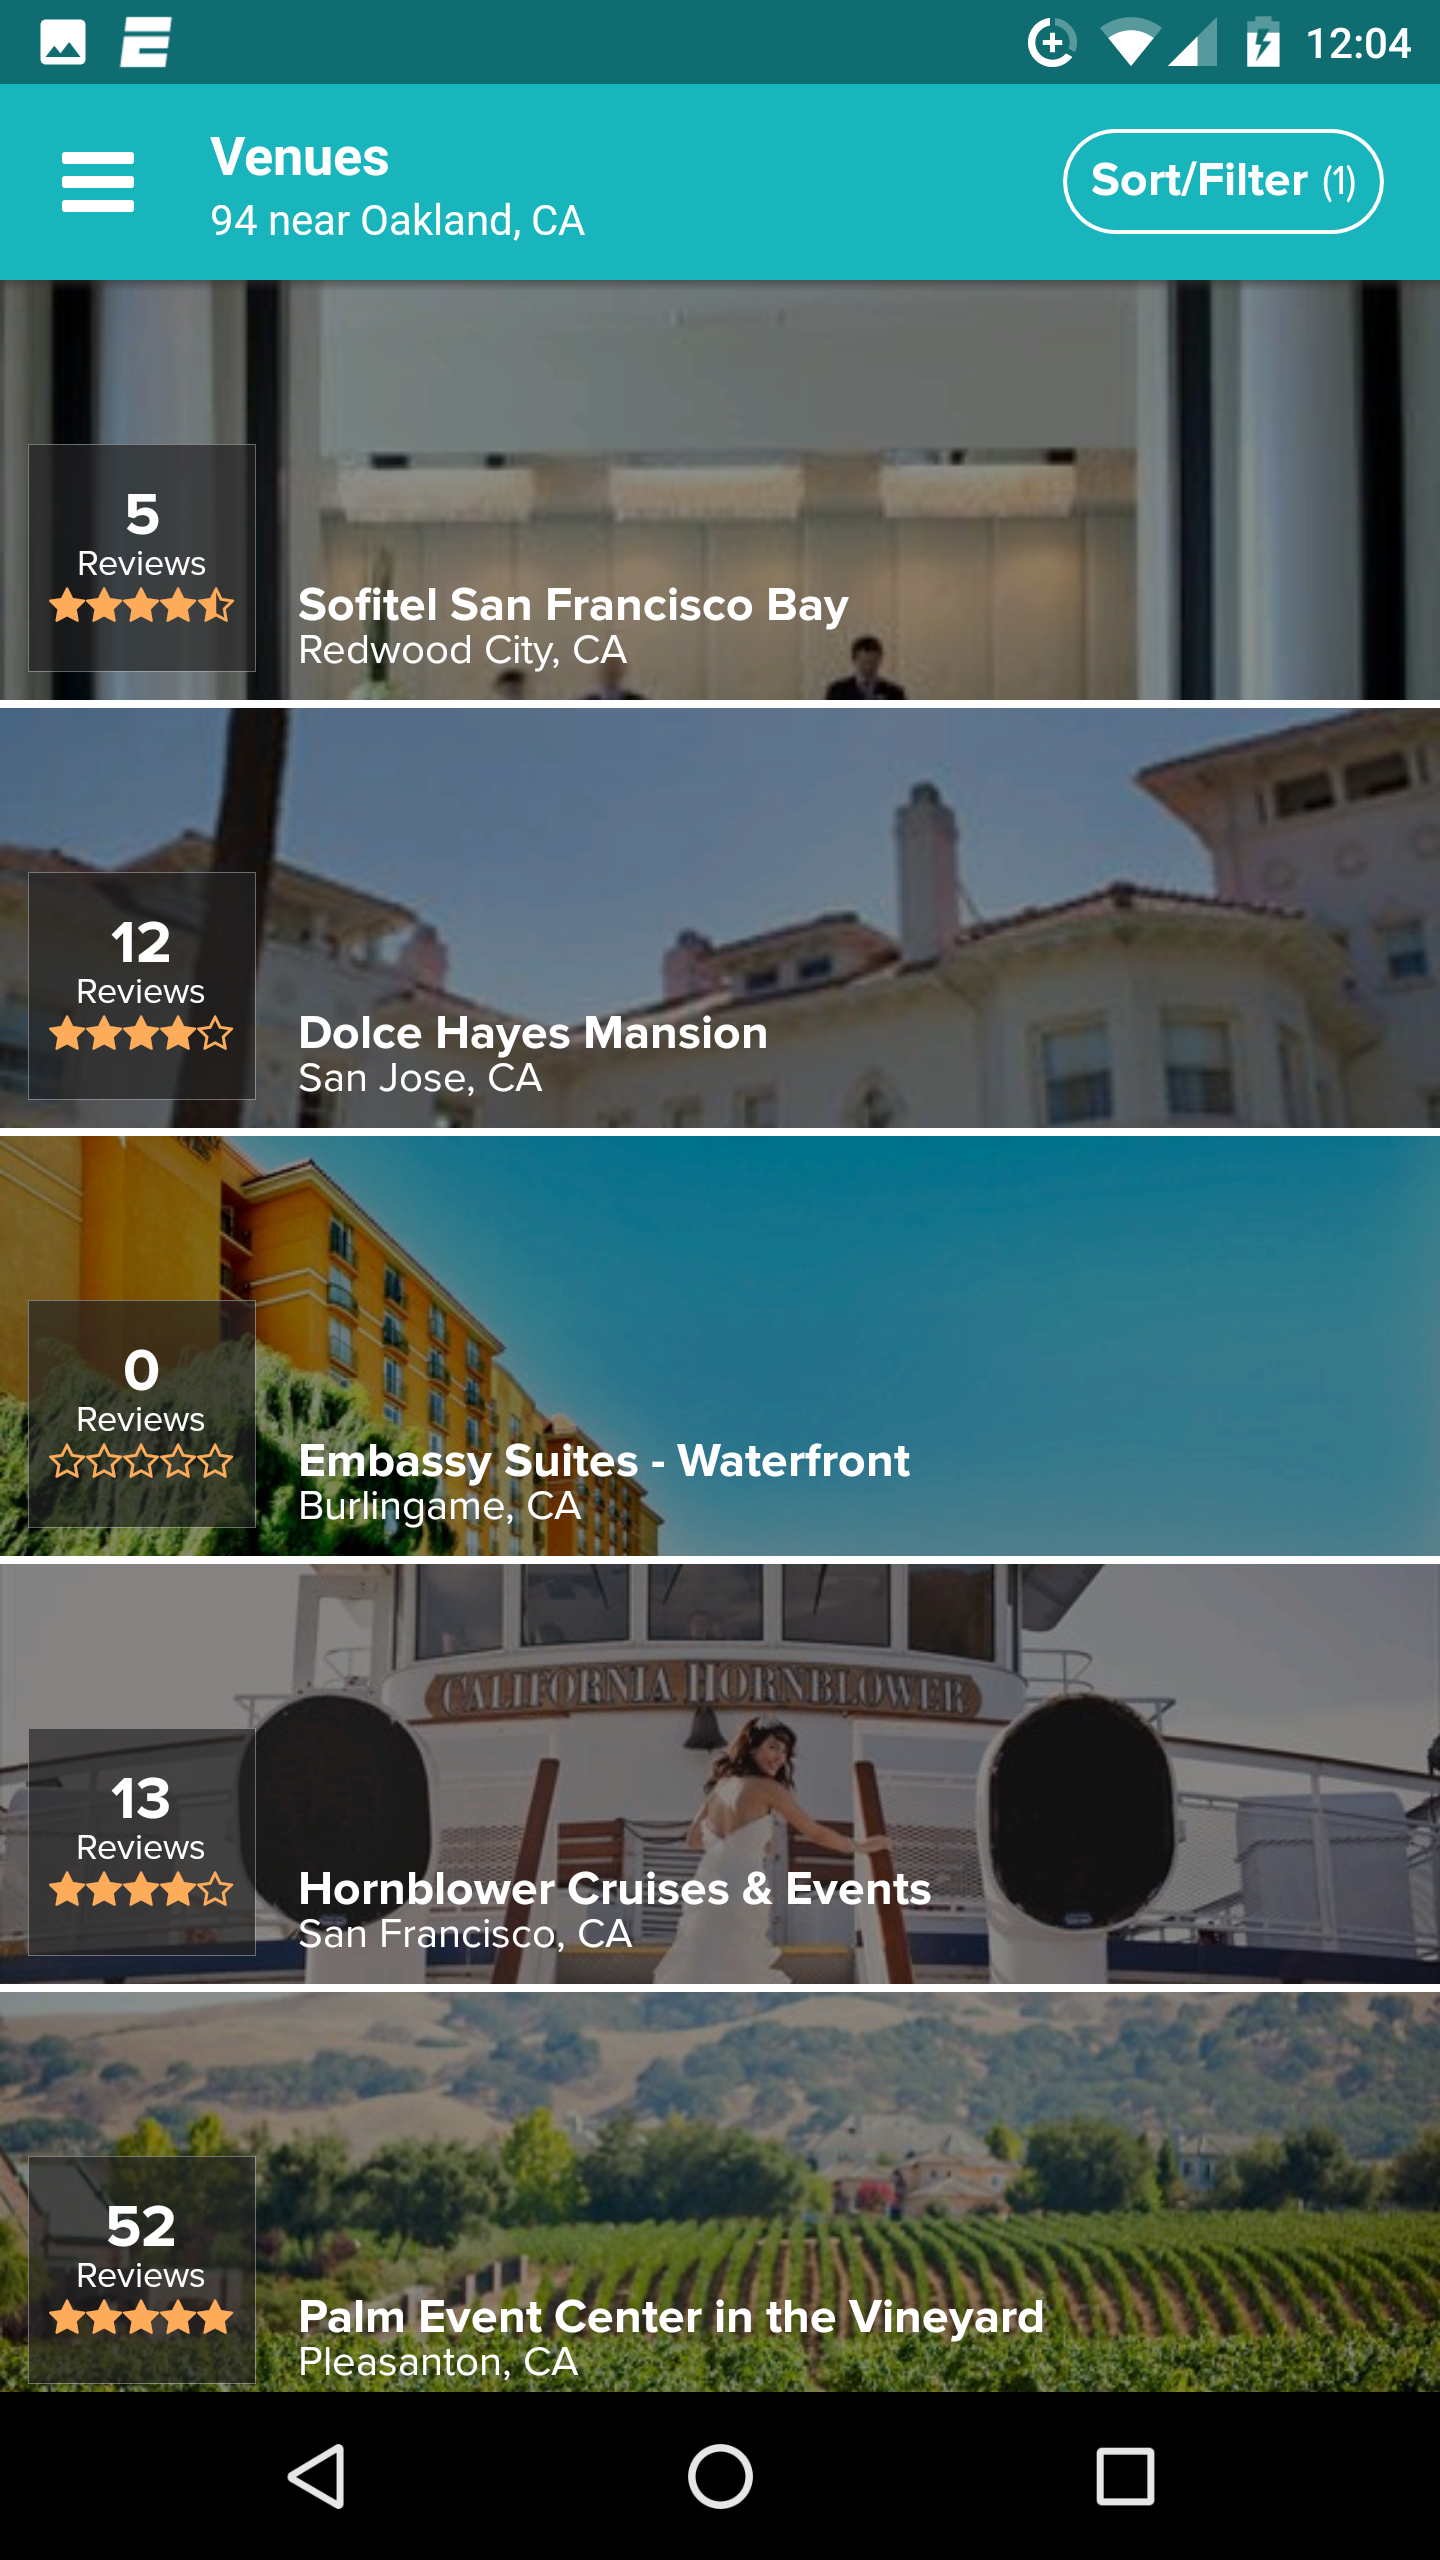 12:04
Venues
94 near Oakland, CA
Sort/Filter (1)
5
Reviews
Sofitel San Francisco Bay
Redwood City, CA
12
Reviews
Dolce Hayes Mansion
San Jose, CA
0
Reviews
Embassy Suites - Waterfront
Burlingame, CA
CALIFORNIA HORNBLOWER
13
Reviews
Hornblower Cruises & Events
San Francisco, CA
52
Reviews
Palm Event Center in the Vineyard
Pleasanton, CA